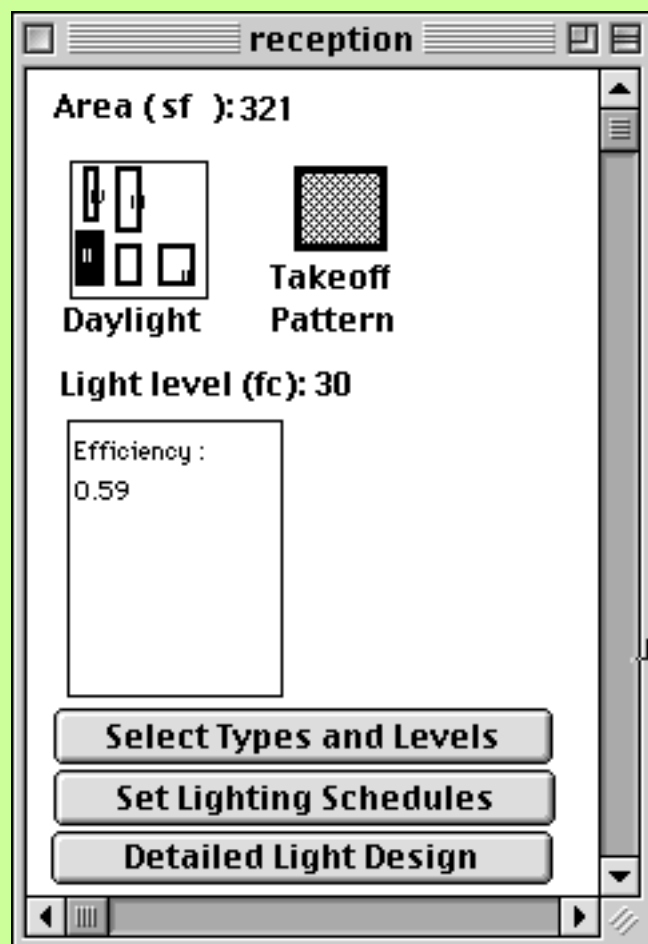 reception
Area ( sf ): 321
Daylight
Takeoff
Pattern
Light level (fc): 30
Efficiency :
0.59
Select Types and Levels
Set Lighting Schedules
Detailed Light Design